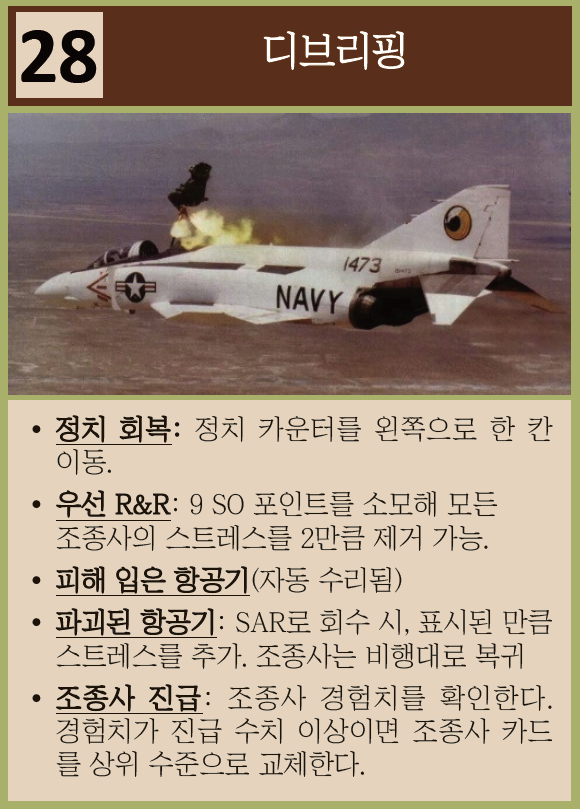 28
디브리핑
1473
NAVY
• 정치 회복: 정치 카운터를 왼쪽으로 한 칸
이동.
• 우선 R&R: 9 SO 포인트를 소모해 모든
조종사의 스트레스를 2만큼 제거 가능.
• 피해 입은 항공기(자동 수리됨)
• 파괴된 항공기: SAR로 회수 시, 표시된 만큼
스트레스를 추가. 조종사는 비행대로 복귀
• 조종사 진급: 조종사 경험치를 확인한다.
경험치가 진급 수치 이상이면 조종사 카드
를 상위 수준으로 교체한다.